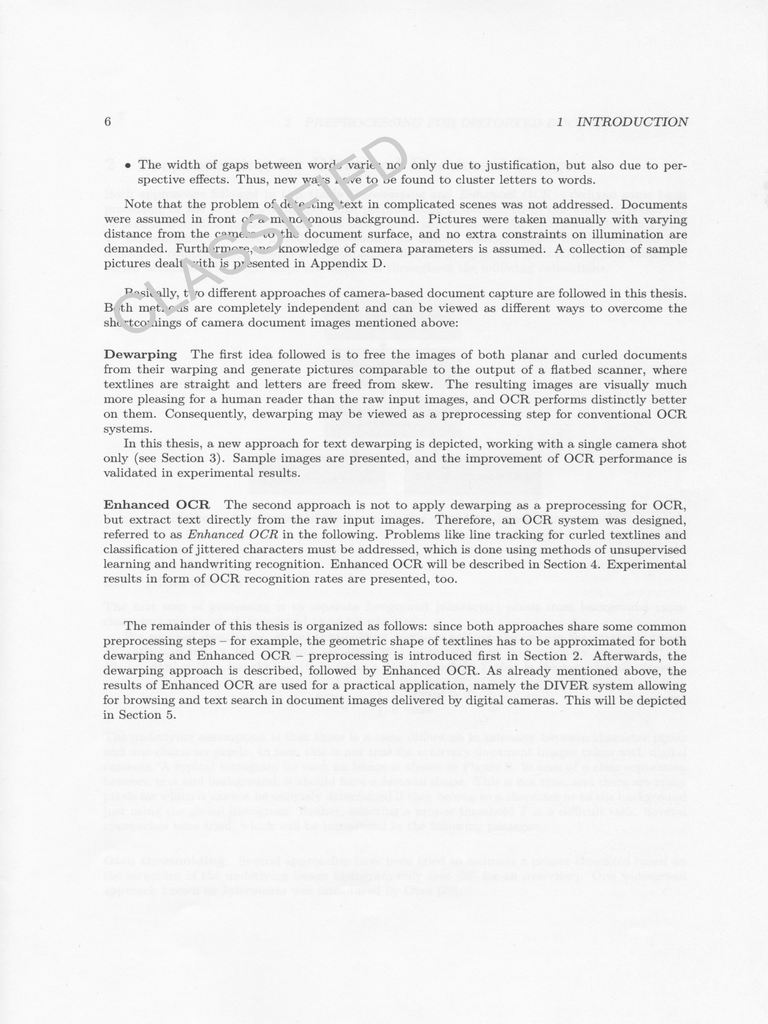 6 1 INTRODUCTION
• The width of gaps between words varies not only due to justification, but also due to per-
spective effects. Thus, new ways have to be found to cluster letters to words.
Note that the problem of detecting text in complicated scenes was not addressed. Documents
were assumed in front of a monotonous background. Pictures were taken manually with varying
distance from the camera to the document surface, and no extra constraints on illumination are
demanded. Furthermore, no knowledge of camera parameters is assumed. A collection of sample
pictures dealt with is presented in Appendix D.
Basically, two different approaches of camera-based document capture are followed in this thesis.
Both methods are completely independent and can be viewed as different ways to overcome the
shortcomings of camera document images mentioned above:
CLASSIFIED
Dewarping The first idea followed is to free the images of both planar and curled documents
from their warping and generate pictures comparable to the output of a flatbed scanner, where
textlines are straight and letters are freed from skew. The resulting images are visually much
more pleasing for a human reader than the raw input images, and OCR performs distinctly better
on them. Consequently, dewarping may be viewed as a preprocessing step for conventional OCR
systems.
In this thesis, a new approach for text dewarping is depicted, working with a single camera shot
only (see Section 3). Sample images are presented, and the improvement of OCR performance is
validated in experimental results.
Enhanced OCR The second approach is not to apply dewarping as a preprocessing for OCR,
but extract text directly from the raw input images. Therefore, an OCR system was designed,
referred to as Enhanced OCR in the following. Problems like line tracking for curled textlines and
classification of jittered characters must be addressed, which is done using methods of unsupervised
learning and handwriting recognition. Enhanced OCR will be described in Section 4. Experimental
results in form of OCR recognition rates are presented, too.
The remainder of this thesis is organized as follows: since both approaches share some common
preprocessing steps – for example, the geometric shape of textlines has to be approximated for both
dewarping and Enhanced OCR – preprocessing is introduced first in Section 2. Afterwards, the
dewarping approach is described, followed by Enhanced OCR. As already mentioned above, the
results of Enhanced OCR are used for a practical application, namely the DIVER system allowing
for browsing and text search in document images delivered by digital cameras. This will be depicted
in Section 5.